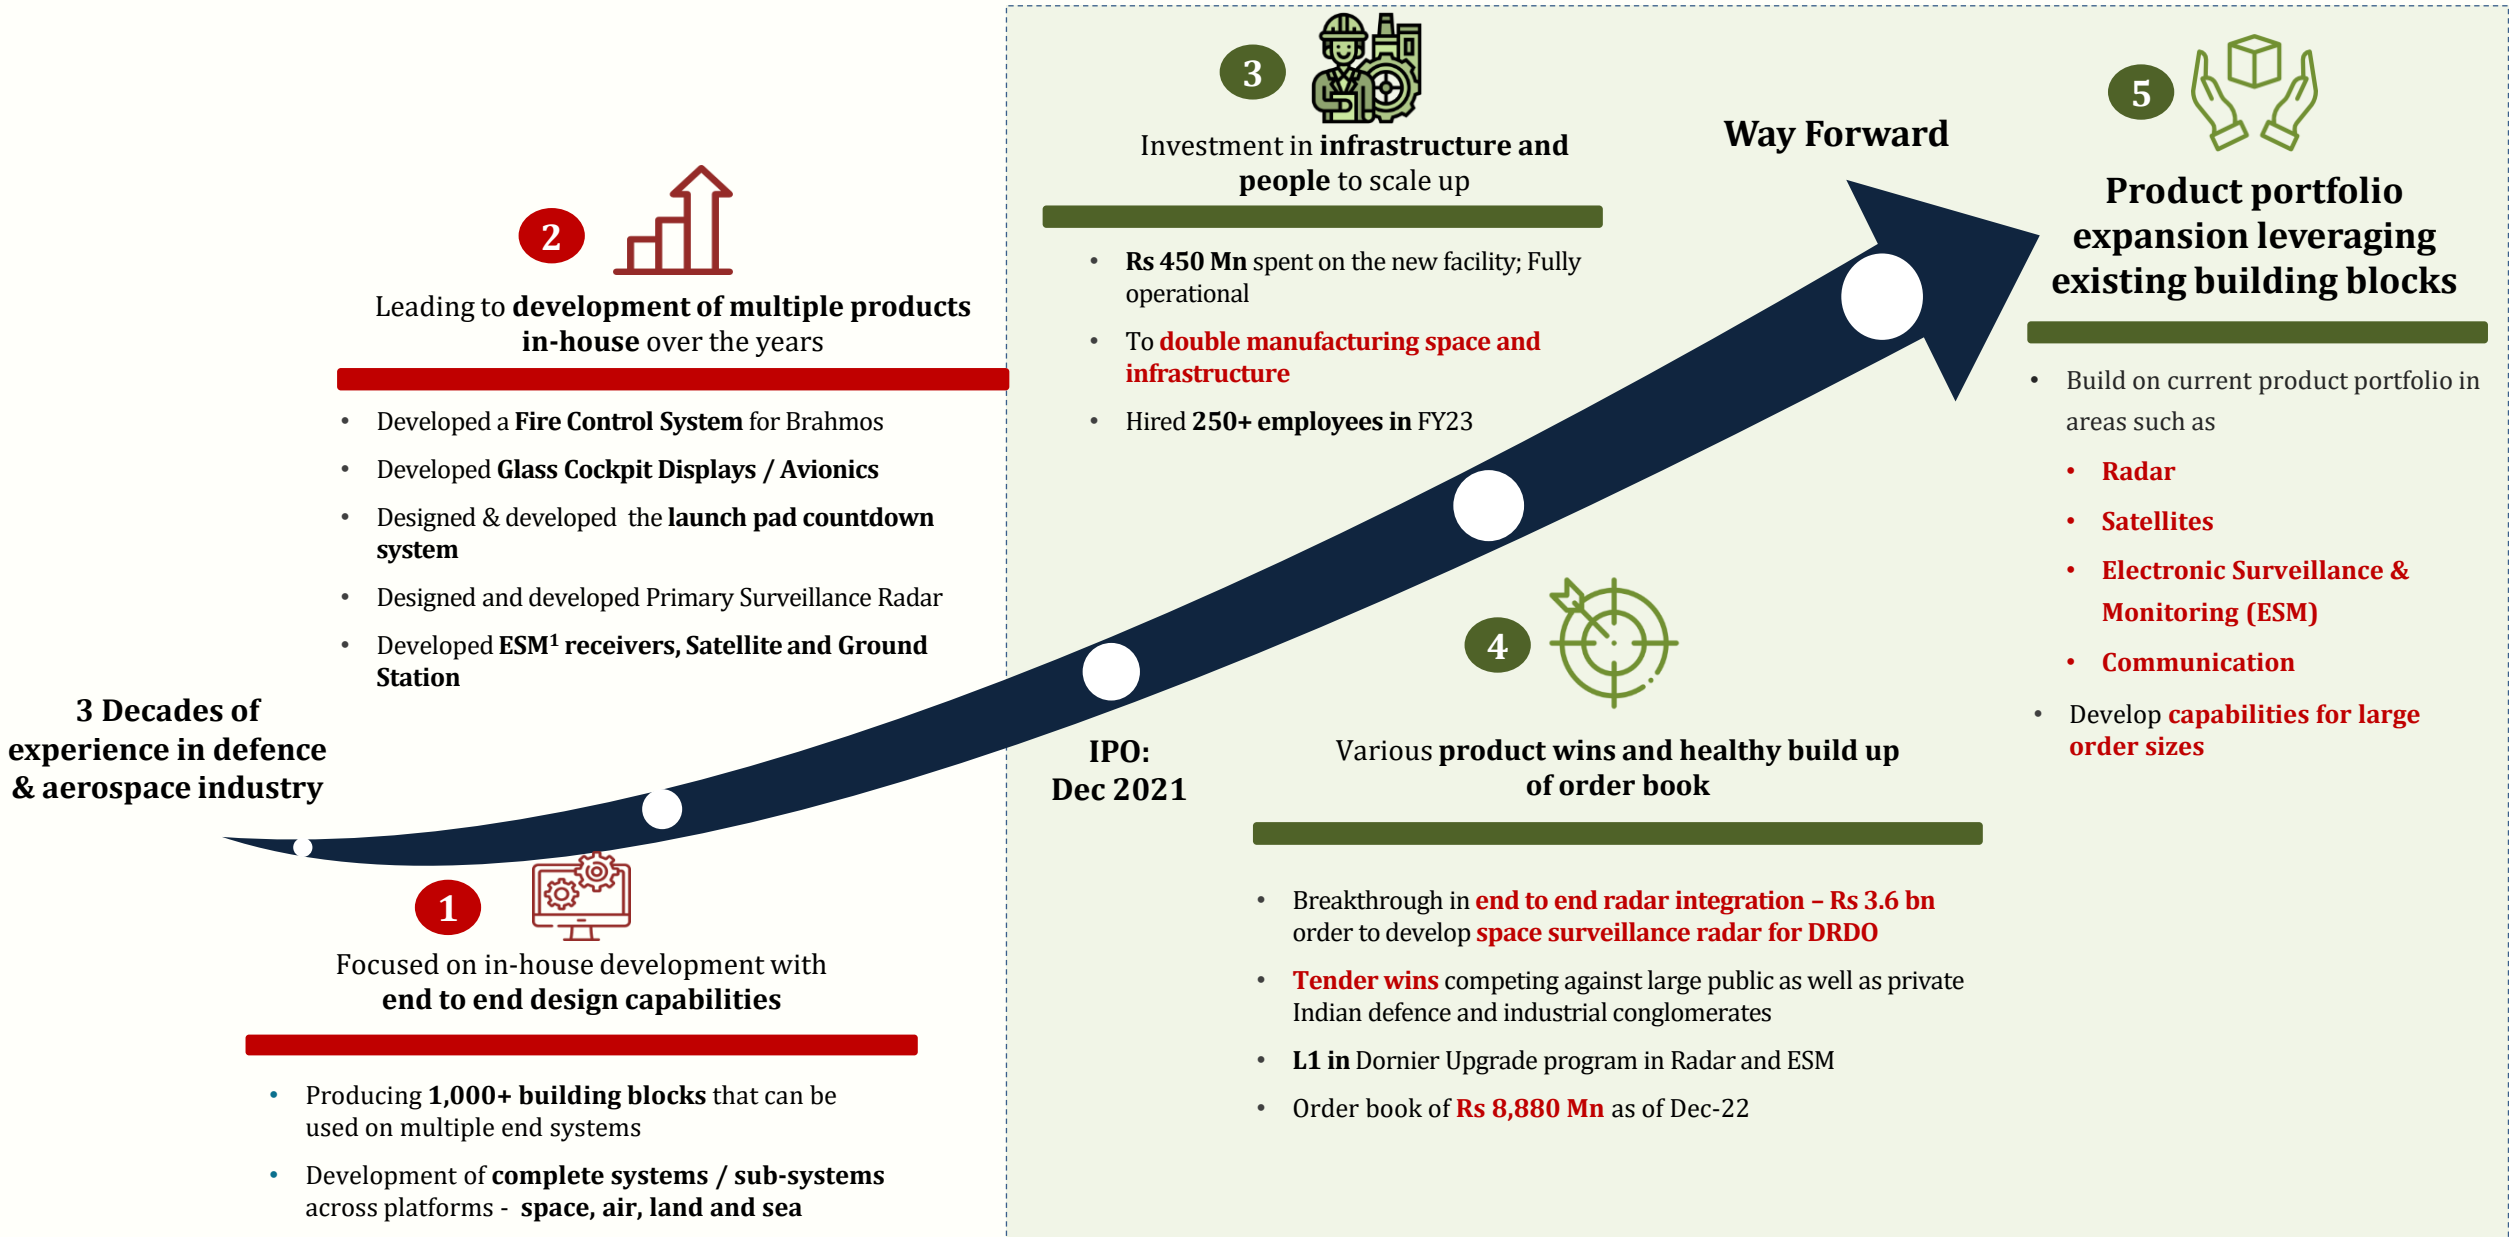 3 Decades of
experience in defence
& aerospace industry
1
Focused on in-house development with
end to end design capabilities
• Producing 1,000+ building blocks that can be
used on multiple end systems
• Development of complete systems / sub-systems
across platforms - space, air, land and sea
2
Leading to development of multiple products
in-house over the years
• Developed a Fire Control System for Brahmos
• Developed Glass Cockpit Displays / Avionics
• Designed & developed the launch pad countdown
system
• Designed and developed Primary Surveillance Radar
• Developed ESM¹ receivers, Satellite and Ground
Station
IPO:
Dec 2021
3
Investment in infrastructure and
people to scale up
• Rs 450 Mn spent on the new facility; Fully
operational
• To double manufacturing space and
infrastructure
• Hired 250+ employees in FY23
4
Various product wins and healthy build up
of order book
• Breakthrough in end to end radar integration – Rs 3.6 bn
order to develop space surveillance radar for DRDO
• Tender wins competing against large public as well as private
Indian defence and industrial conglomerates
• L1 in Dornier Upgrade program in Radar and ESM
• Order book of Rs 8,880 Mn as of Dec-22
Way Forward
5
Product portfolio
expansion leveraging
existing building blocks
• Build on current product portfolio in
areas such as
• Radar
• Satellites
• Electronic Surveillance &
Monitoring (ESM)
• Communication
• Develop capabilities for large
order sizes